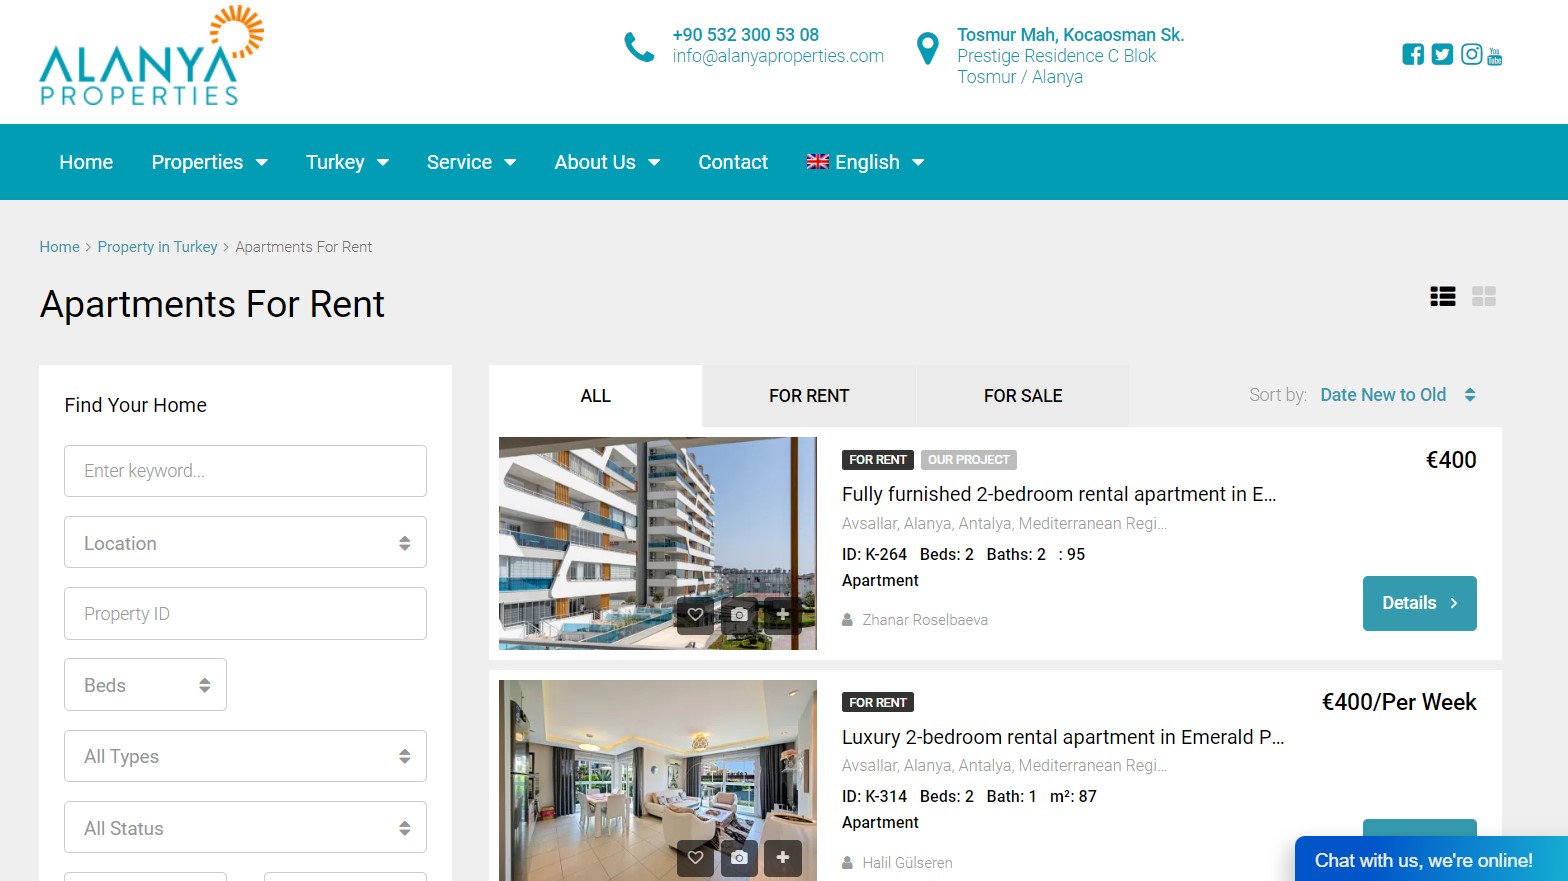 ALANYA
PROPERTIES
+90 532 300 53 08
info@alanyaproperties.com
Tosmur Mah, Kocaosman Sk.
Prestige Residence C Blok
Tosmur / Alanya
You
Tube
Home
Properties
Turkey
Service
About Us
Contact
English
Home > Property in Turkey > Apartments For Rent
Apartments For Rent
Find Your Home
Enter keyword...
Location
Property ID
Beds
All Types
All Status
ALL
FOR RENT
FOR SALE
Sort by: Date New to Old
FOR RENT OUR PROJECT
€400
Fully furnished 2-bedroom rental apartment in E...
Avsallar, Alanya, Antalya, Mediterranean Regi...
ID: K-264 Beds: 2 Baths: 2 : 95
Apartment
Details >
Zhanar Roselbaeva
FOR RENT
€400/Per Week
Luxury 2-bedroom rental apartment in Emerald P...
Avsallar, Alanya, Antalya, Mediterranean Regi...
ID: K-314 Beds: 2 Bath: 1 m²: 87
Apartment
Halil Gülseren
Chat with us, we're online!